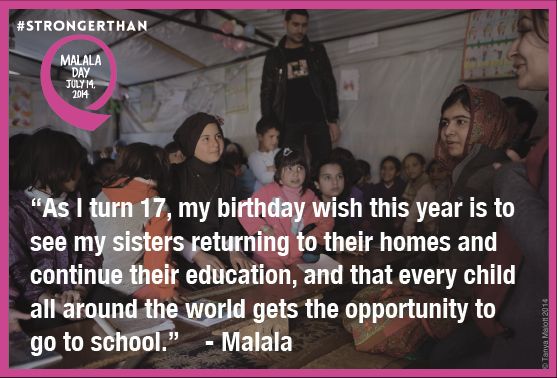 #STRONGERTHAN
MALALA
DAY
JULY 14,
2014
“As I turn 17, my birthday wish this year is to
see my sisters returning to their homes and
continue their education, and that every child
all around the world gets the opportunity to
go to school.” - Malala
© Tanya Malott 2014